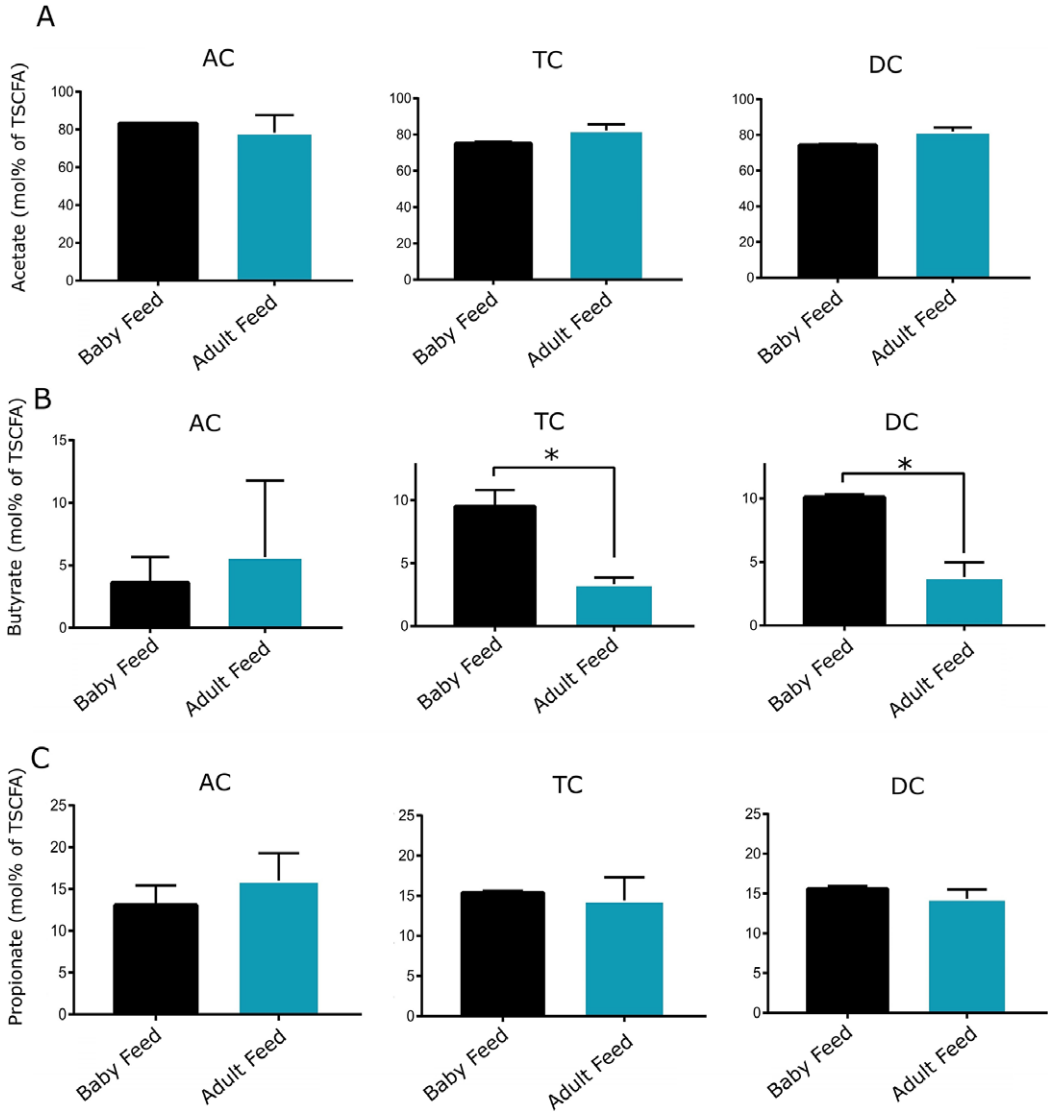 A
AC
TC
DC
Acetate (mol% of TSCFA)
100
80
60
40
20
0
100
80
60
40
20
0
100
80
60
40
20
0
Baby Feed
Adult Feed
Baby Feed
Adult Feed
Baby Feed
Adult Feed
B
AC
TC
DC
Butyrate (mol% of TSCFA)
15
10
5
0
10
5
0
*
10
5
0
*
Baby Feed
Adult Feed
Baby Feed
Adult Feed
Baby Feed
Adult Feed
C
AC
TC
DC
Propionate (mol% of TSCFA)
25
20
15
10
5
0
25
20
15
10
5
0
25
20
15
10
5
0
Baby Feed
Adult Feed
Baby Feed
Adult Feed
Baby Feed
Adult Feed